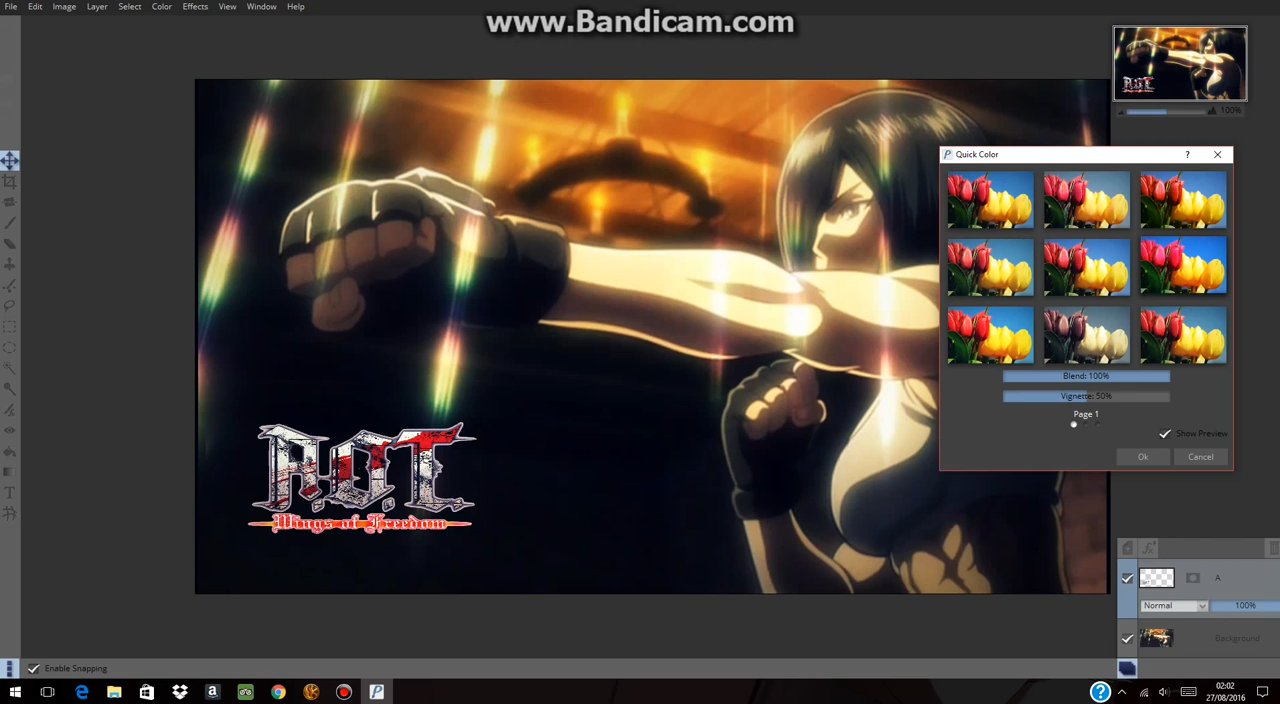 www.Bandicam.com
File Edit Image Layer Select Color Effects View Window Help
100%
Quick Color
?
Blend: 100%
Vignette: 50%
Page 1
Show Preview
Ok Cancel
A.O.T
Wings of Freedom
A
Normal 100%
Background
Enable Snapping
02:02
27/08/2016